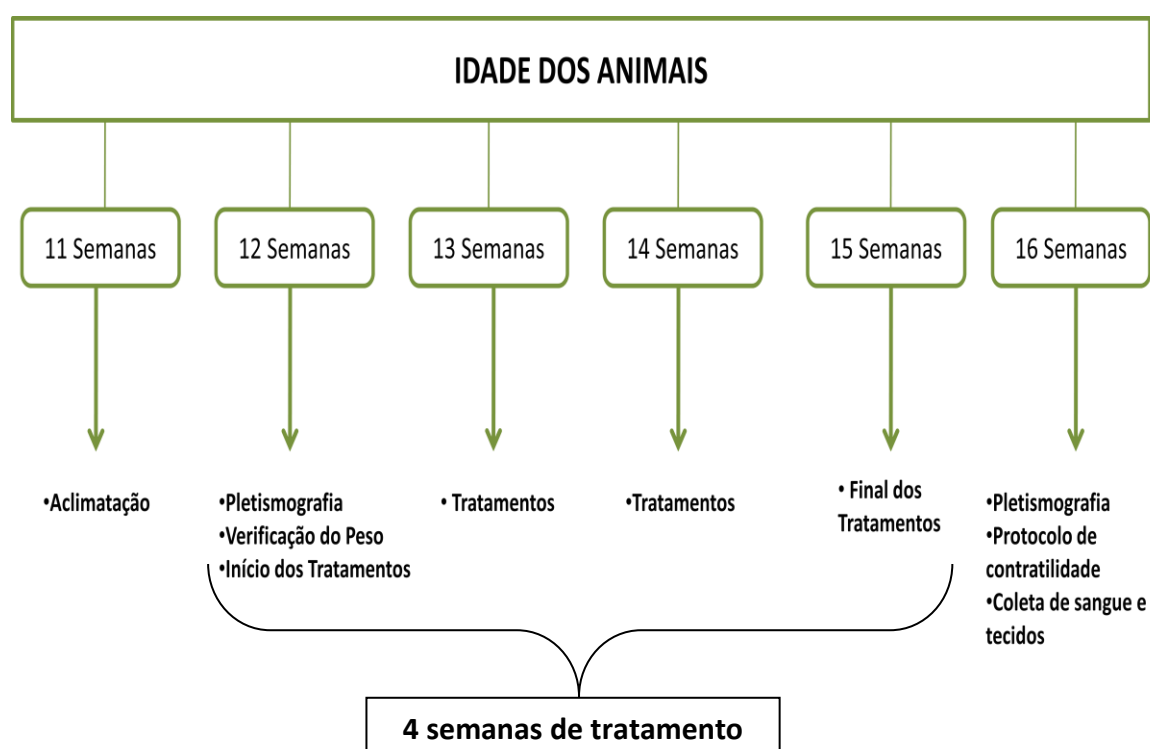 IDADE DOS ANIMAIS
11 Semanas
12 Semanas
13 Semanas
14 Semanas
15 Semanas
16 Semanas
•Aclimatação
•Pletismografia
•Verificação do Peso
•Início dos Tratamentos
• Tratamentos
•Tratamentos
• Final dos
Tratamentos
•Pletismografia
•Protocolo de
contratilidade
•Coleta de sangue e
tecidos
4 semanas de tratamento